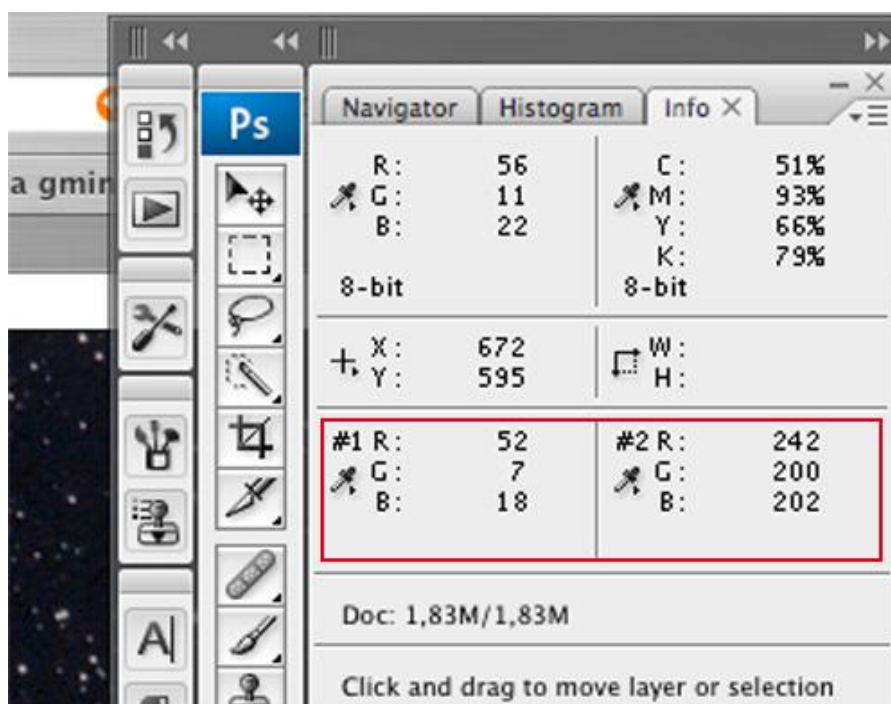 a gmin
Ps
Navigator Histogram Info
R: 56 C: 51%
G: 11 M: 93%
B: 22 Y: 66%
K: 79%
8-bit 8-bit
X: 672 W:
Y: 595 H:
#1 R: 52 #2 R: 242
G: 7 G: 200
B: 18 B: 202
Doc: 1,83M/1,83M
Click and drag to move layer or selection
A